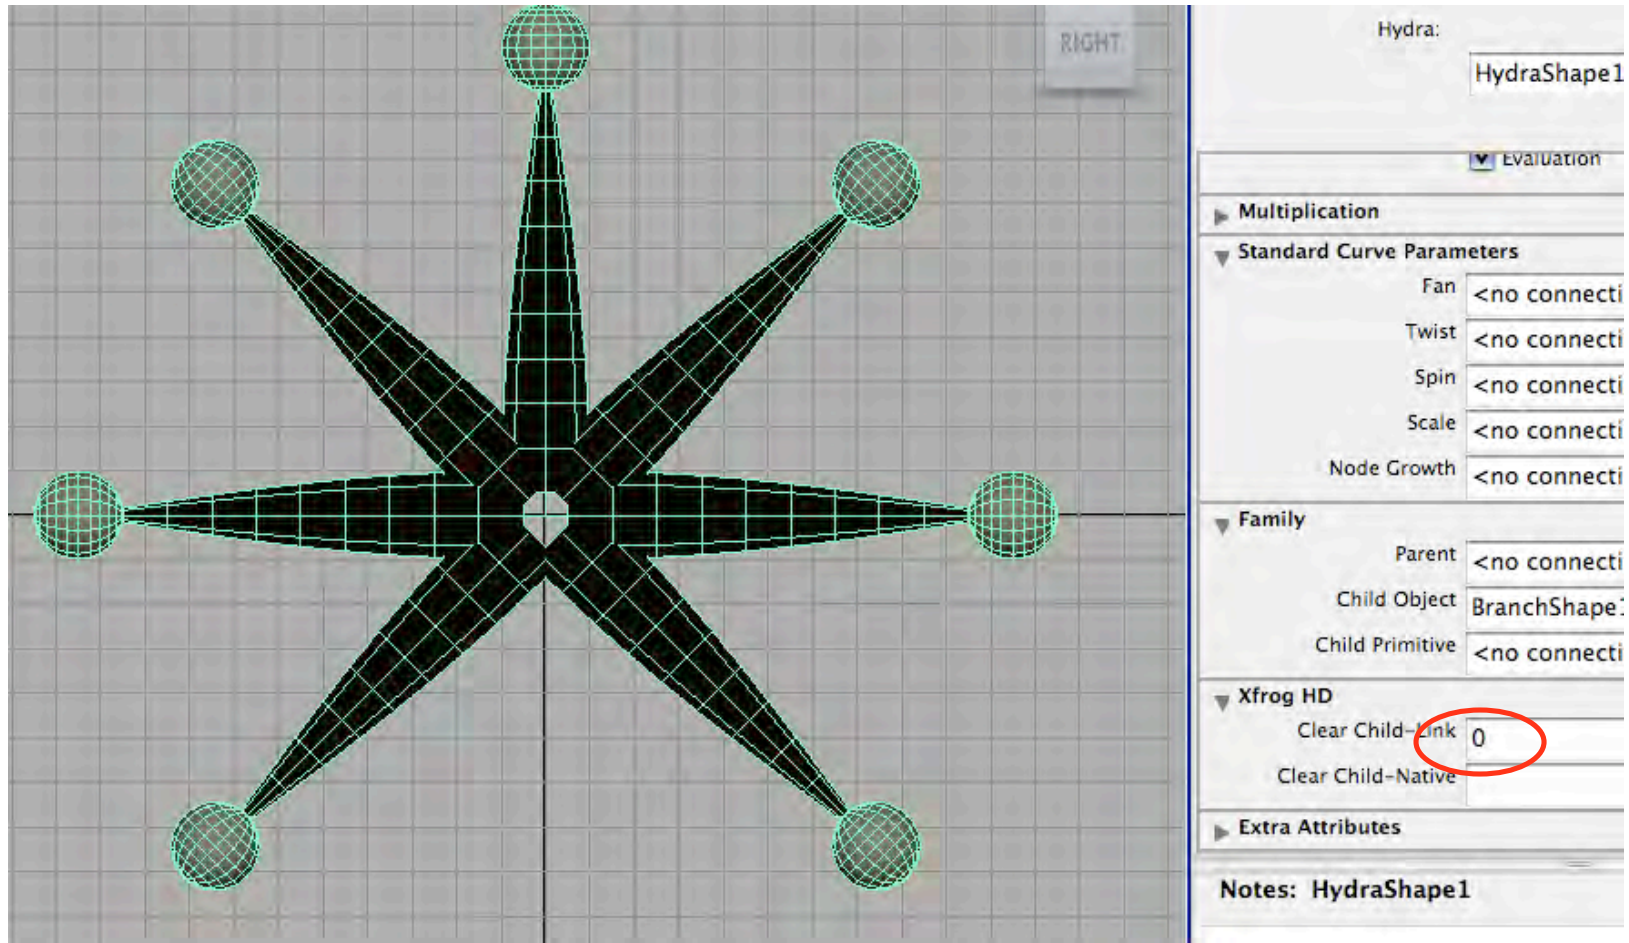 RIGHT
Hydra:
HydraShape1
Evaluation
Multiplication
Standard Curve Parameters
Fan <no connecti
Twist <no connecti
Spin <no connecti
Scale <no connecti
Node Growth <no connecti
Family
Parent <no connecti
Child Object BranchShape1
Child Primitive <no connecti
Xfrog HD
Clear Child-Link 0
Clear Child-Native
Extra Attributes
Notes: HydraShape1